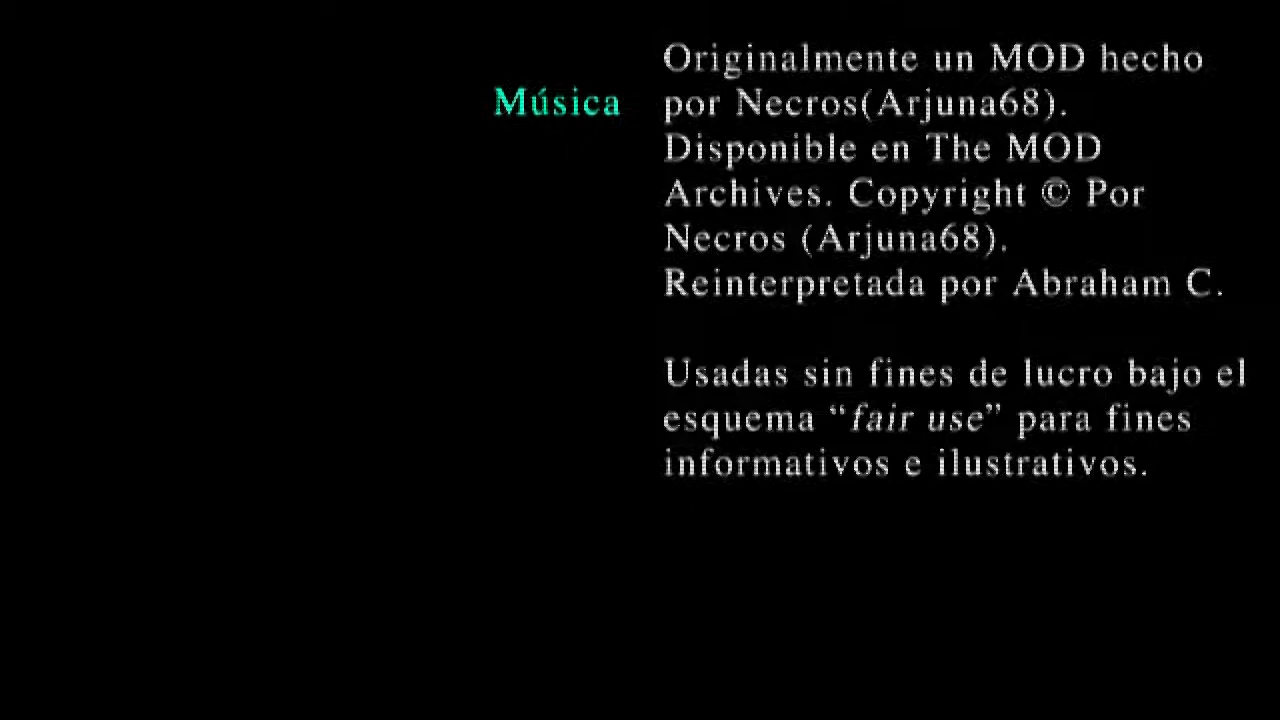 Originalmente un MOD hecho
Música por Necros(Arjuna68).
Disponible en The MOD
Archives. Copyright © Por
Necros (Arjuna68).
Reinterpretada por Abraham C.
Usadas sin fines de lucro bajo el
esquema “fair use” para fines
informativos e ilustrativos.